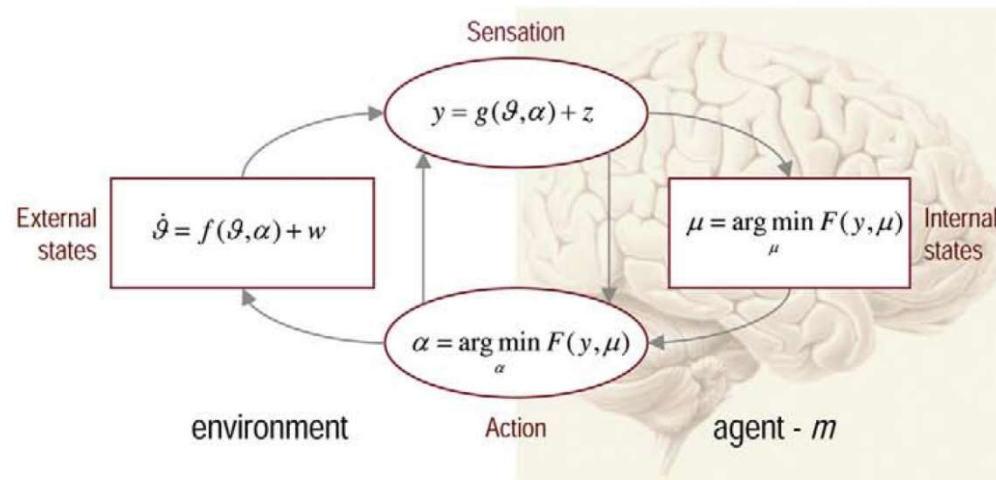 Sensation
y = g(ϑ,α) + z
External
states
ϑ̇ = f(ϑ,α) + w
μ = arg min F(y,μ)
μ
Internal
states
α = arg min F(y,μ)
α
environment
Action
agent - m